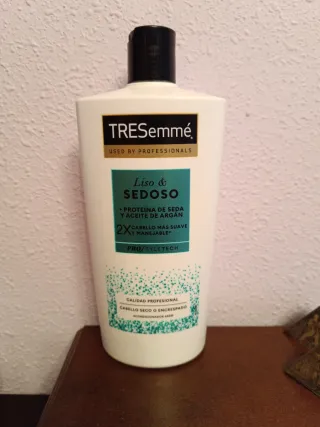 TRESemmé
USED BY PROFESSIONALS
Liso &
SEDOSO
+ PROTEÍNA DE SEDA
Y ACEITE DE ARGÁN
2X CABELLO MÁS SUAVE
Y MANEJABLE*
CALIDAD PROFESIONAL
CABELLO SECO O ENCRESPADO